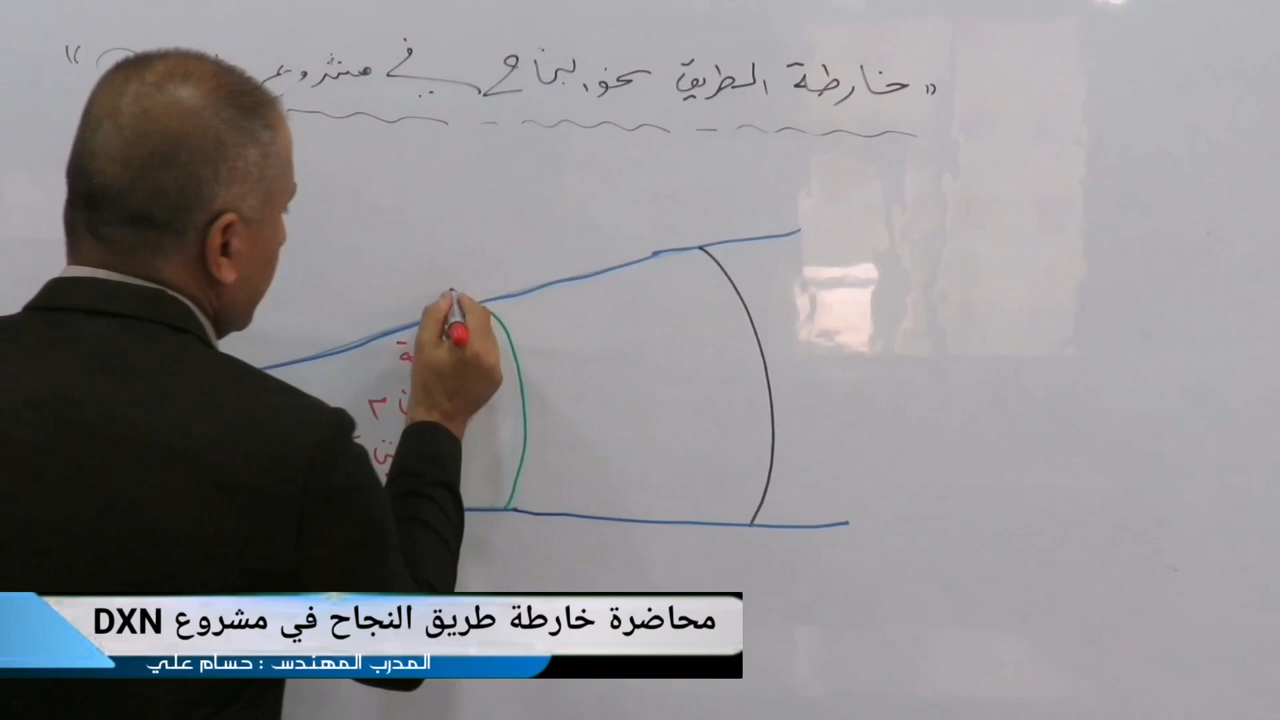 " خارطة الطريق نحو النجاح في مشروع
محاضرة خارطة طريق النجاح في مشروع DXN
المدرب المهندس : حسام علي